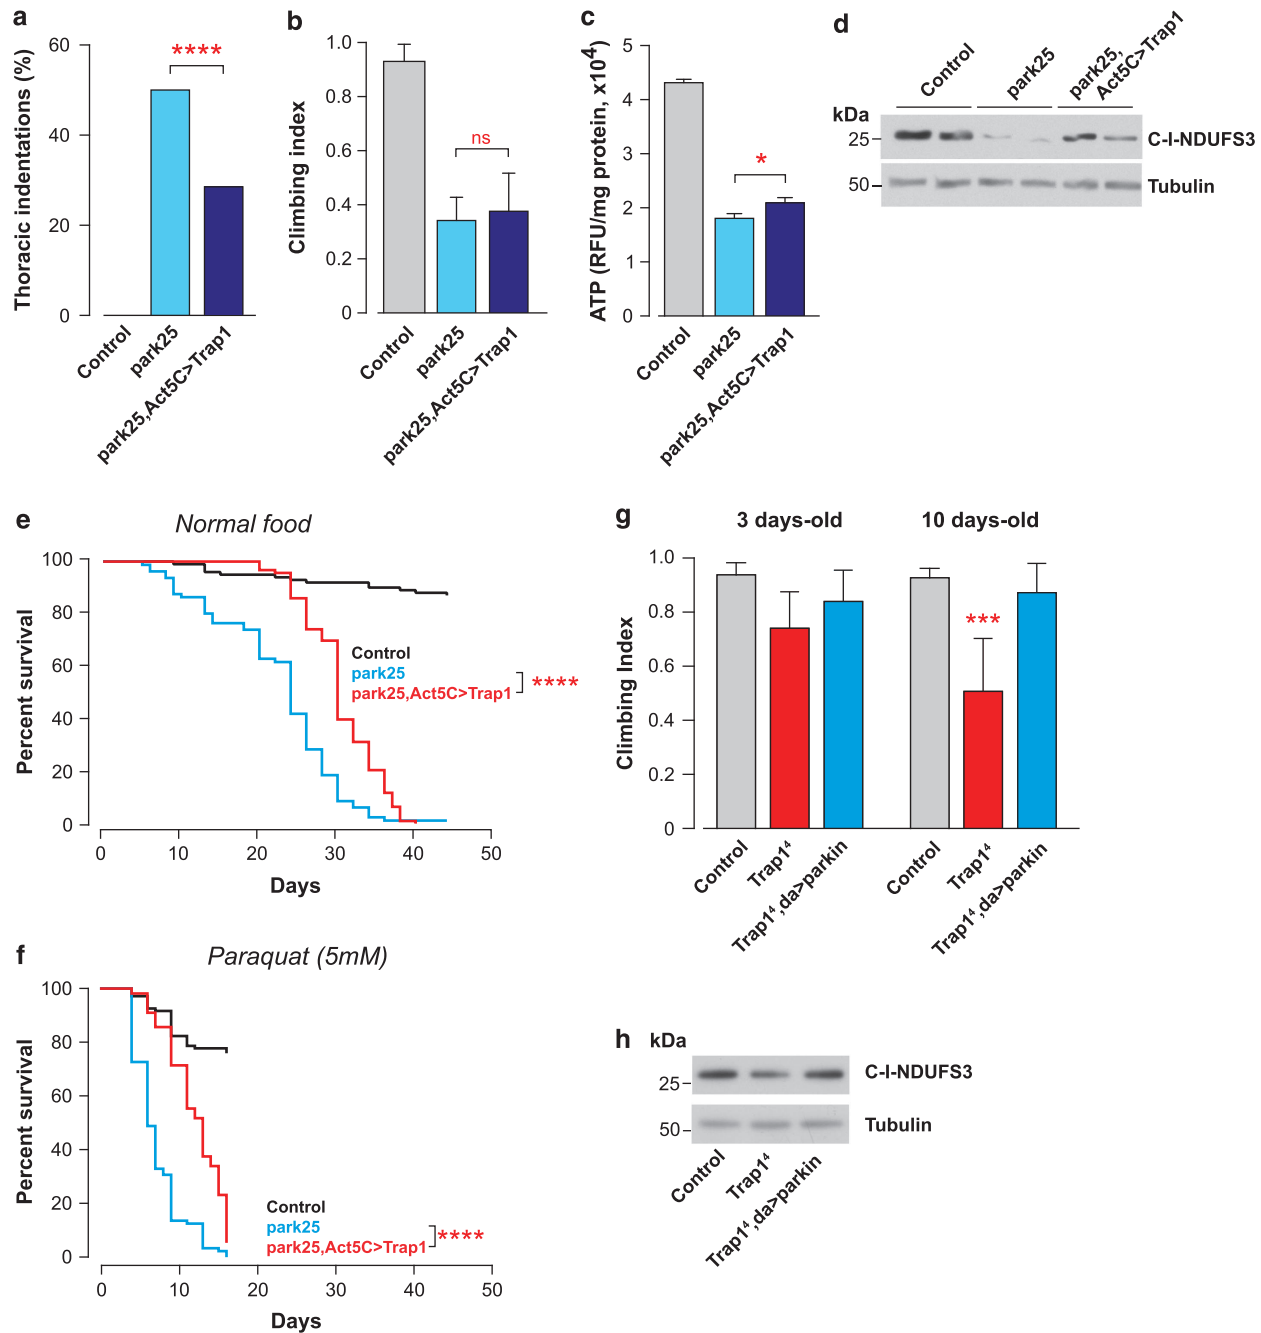 a
Thoracic indentations (%)
60
40
20
0
****
Control
park25
park25,Act5C>Trap1
b
Climbing index
1.0
0.8
0.6
0.4
0.2
0
ns
Control
park25
park25,Act5C>Trap1
c
ATP (RFU/mg protein, x10⁴)
5
4
3
2
1
0
*
Control
park25
park25,Act5C>Trap1
d
Control
park25
park25,
Act5C>Trap1
kDa
25
C-I-NDUFS3
50
Tubulin
e
Normal food
Percent survival
100
80
60
40
20
0
Control
park25
park25,Act5C>Trap1
****
0 10 20 30 40 50
Days
f
Paraquat (5mM)
Percent survival
100
80
60
40
20
0
Control
park25
park25,Act5C>Trap1
****
0 10 20 30 40 50
Days
g
3 days-old
10 days-old
Climbing Index
1.0
0.8
0.6
0.4
0.2
0
***
Control
Trap1⁴
Trap1⁴,da>parkin
Control
Trap1⁴
Trap1⁴,da>parkin
h
kDa
25
C-I-NDUFS3
50
Tubulin
Control
Trap1⁴
Trap1⁴,da>parkin